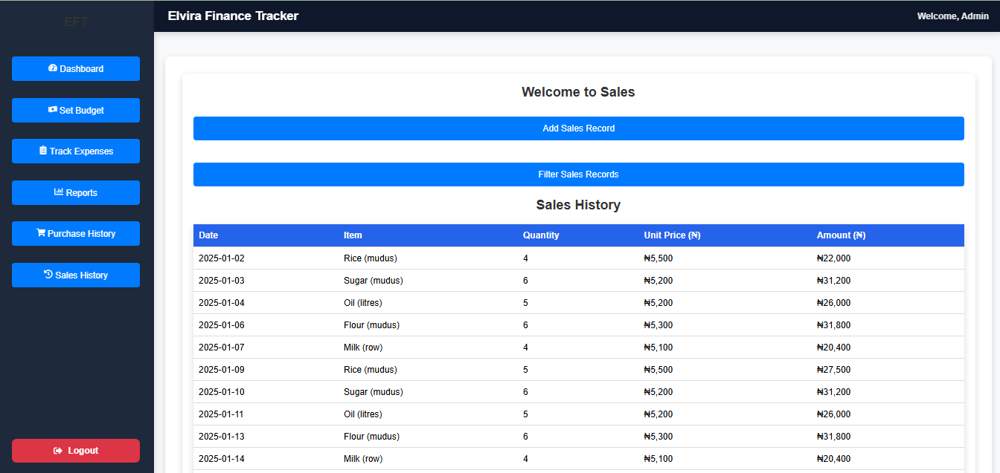 EFT
Dashboard
Set Budget
Track Expenses
Reports
Purchase History
Sales History
Logout
Elvira Finance Tracker
Welcome, Admin
Welcome to Sales
Add Sales Record
Filter Sales Records
Sales History
Date Item Quantity Unit Price (₦) Amount (₦)
2025-01-02 Rice (mudus) 4 ₦5,500 ₦22,000
2025-01-03 Sugar (mudus) 6 ₦5,200 ₦31,200
2025-01-04 Oil (litres) 5 ₦5,200 ₦26,000
2025-01-06 Flour (mudus) 6 ₦5,300 ₦31,800
2025-01-07 Milk (row) 4 ₦5,100 ₦20,400
2025-01-09 Rice (mudus) 5 ₦5,500 ₦27,500
2025-01-10 Sugar (mudus) 6 ₦5,200 ₦31,200
2025-01-11 Oil (litres) 5 ₦5,200 ₦26,000
2025-01-13 Flour (mudus) 6 ₦5,300 ₦31,800
2025-01-14 Milk (row) 4 ₦5,100 ₦20,400